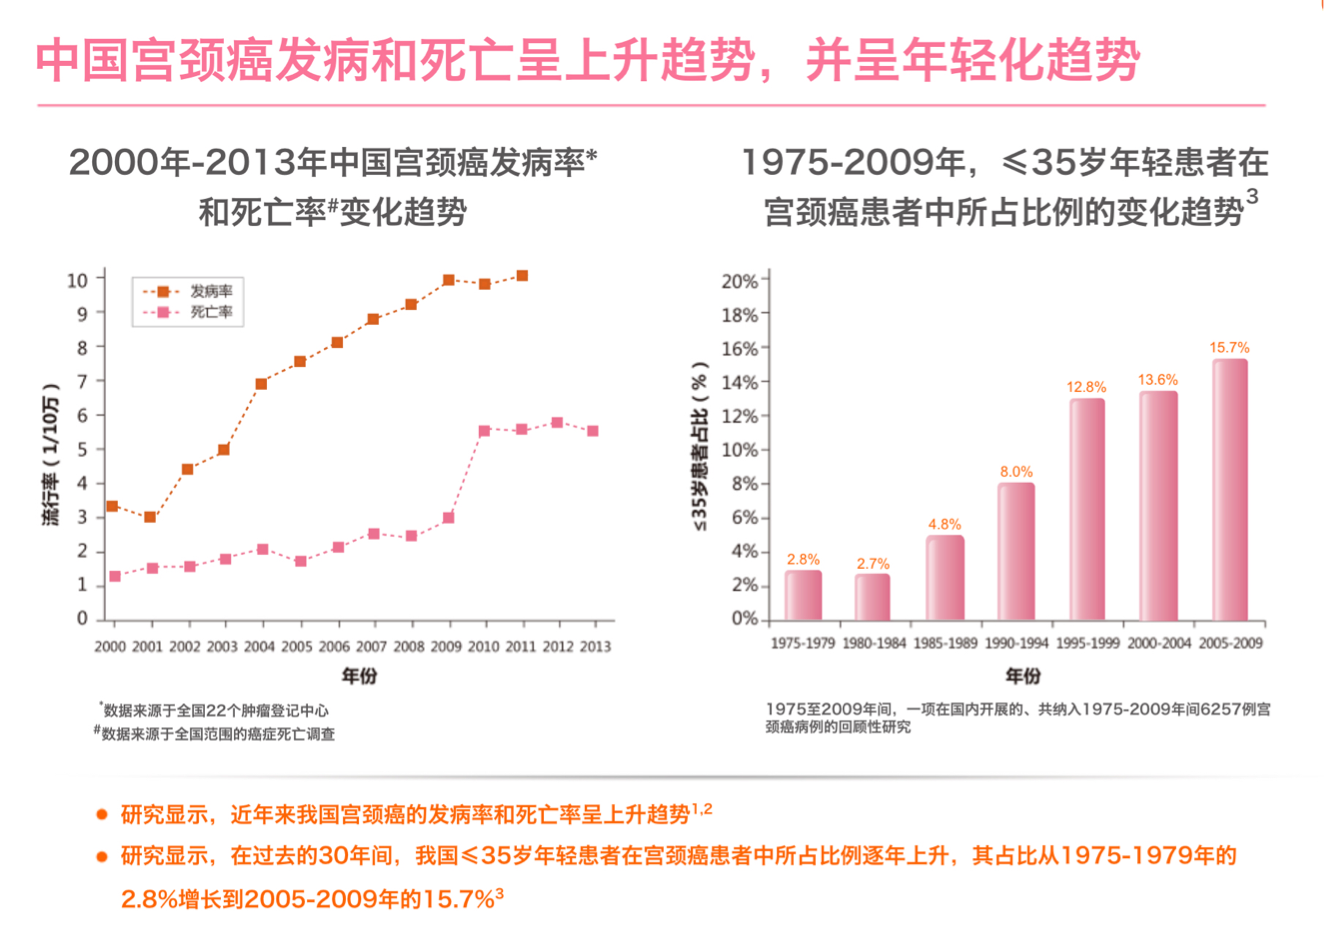 中国宫颈癌发病和死亡呈上升趋势，并呈年轻化趋势
2000年-2013年中国宫颈癌发病率*
和死亡率#变化趋势
10
9
8
7
6
5
4
3
2
1
0
流行率（1/10万）
发病率
死亡率
2000 2001 2002 2003 2004 2005 2006 2007 2008 2009 2010 2011 2012 2013
年份
*数据来源于全国22个肿瘤登记中心
#数据来源于全国范围的癌症死亡调查
1975-2009年，≤35岁年轻患者在
宫颈癌患者中所占比例的变化趋势3
20%
18%
16%
14%
12%
10%
8%
6%
4%
2%
0%
≤35岁患者占比（%）
2.8%
2.7%
4.8%
8.0%
12.8%
13.6%
15.7%
1975-1979 1980-1984 1985-1989 1990-1994 1995-1999 2000-2004 2005-2009
年份
1975至2009年间，一项在国内开展的、共纳入1975-2009年间6257例宫
颈癌病例的回顾性研究
研究显示，近年来我国宫颈癌的发病率和死亡率呈上升趋势1,2
研究显示，在过去的30年间，我国≤35岁年轻患者在宫颈癌患者中所占比例逐年上升，其占比从1975-1979年的
2.8%增长到2005-2009年的15.7%3